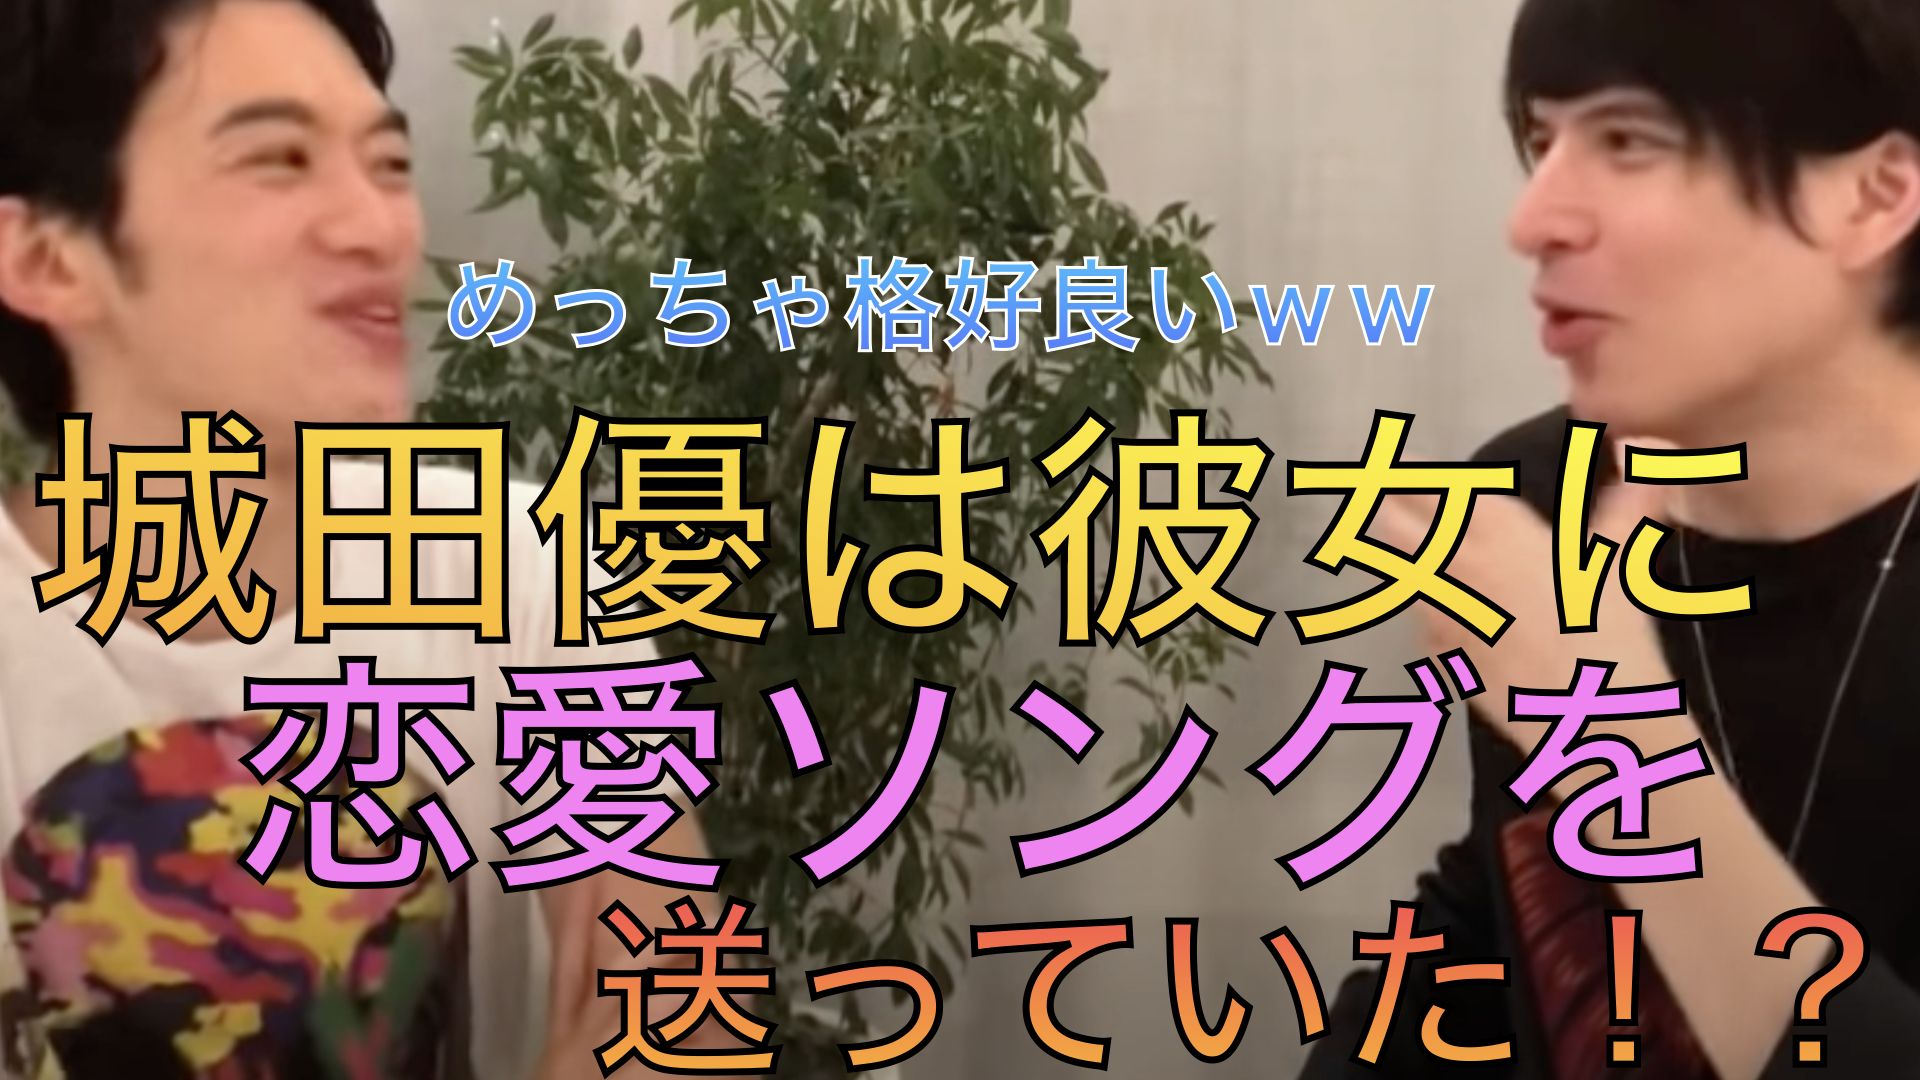 めっちゃ格好良いｗｗ
城田優は彼女に
恋愛ソングを
送っていた！？